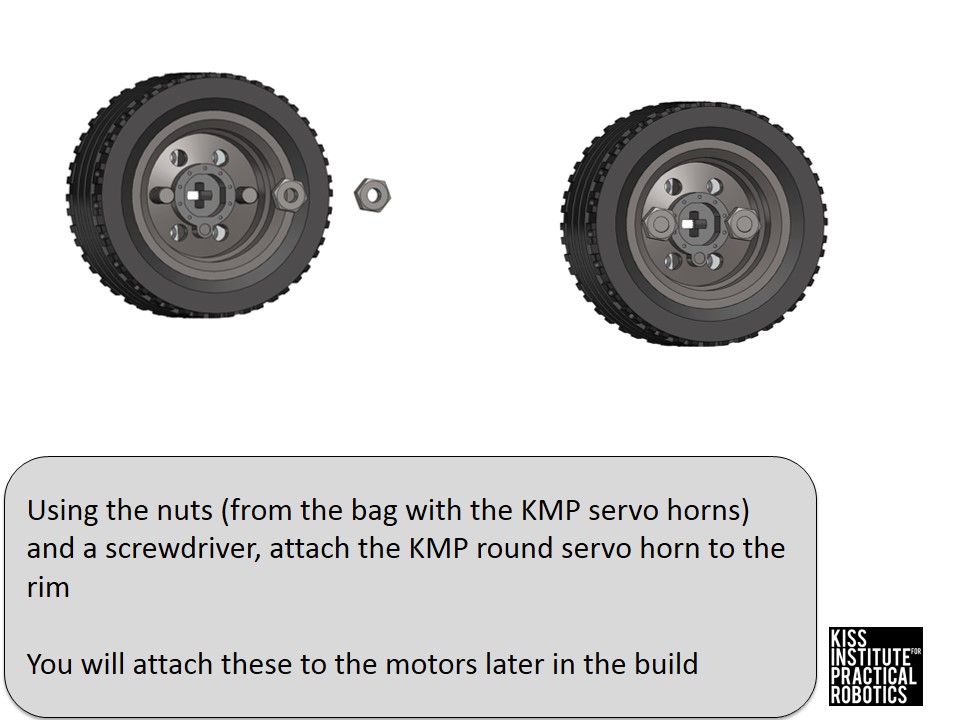 Using the nuts (from the bag with the KMP servo horns)
and a screwdriver, attach the KMP round servo horn to the
rim
You will attach these to the motors later in the build
KISS
INSTITUTE FOR
PRACTICAL
ROBOTICS